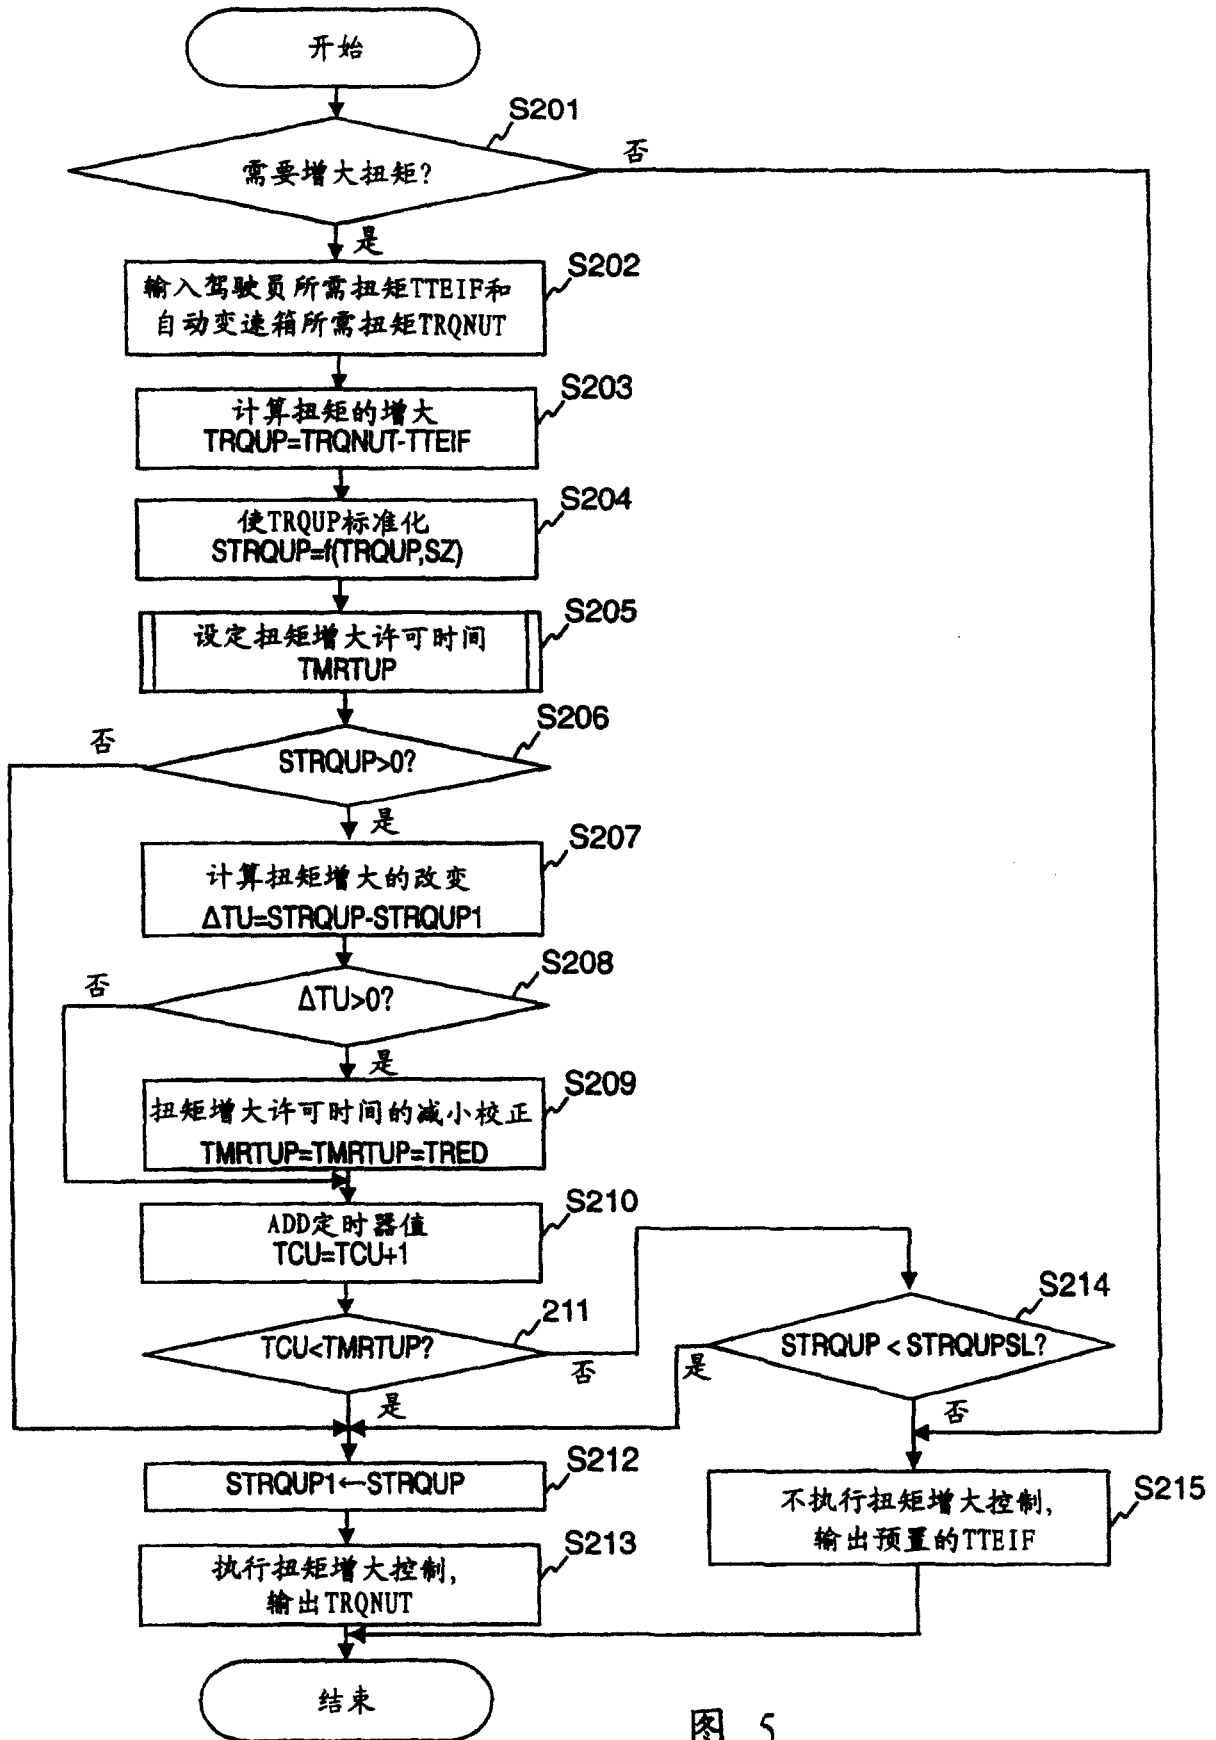 开始
S201
需要增大扭矩?
否
是
S202
输入驾驶员所需扭矩TTEIF和
自动变速箱所需扭矩TRQNUT
S203
计算扭矩的增大
TRQUP=TRQNUT-TTEIF
S204
使TRQUP标准化
STRQUP=f(TRQUP,SZ)
S205
设定扭矩增大许可时间
TMRTUP
S206
否
STRQUP>0?
是
S207
计算扭矩增大的改变
ΔTU=STRQUP-STRQUP1
S208
否
ΔTU>0?
是
S209
扭矩增大许可时间的减小校正
TMRTUP=TMRTUP=TRED
S210
ADD定时器值
TCU=TCU+1
211
TCU<TMRTUP?
否
是
S214
STRQUP < STRQUPSL?
是
否
S212
STRQUP1←STRQUP
S213
执行扭矩增大控制,
输出TRQNUT
S215
不执行扭矩增大控制,
输出预置的TTEIF
结束
图 5